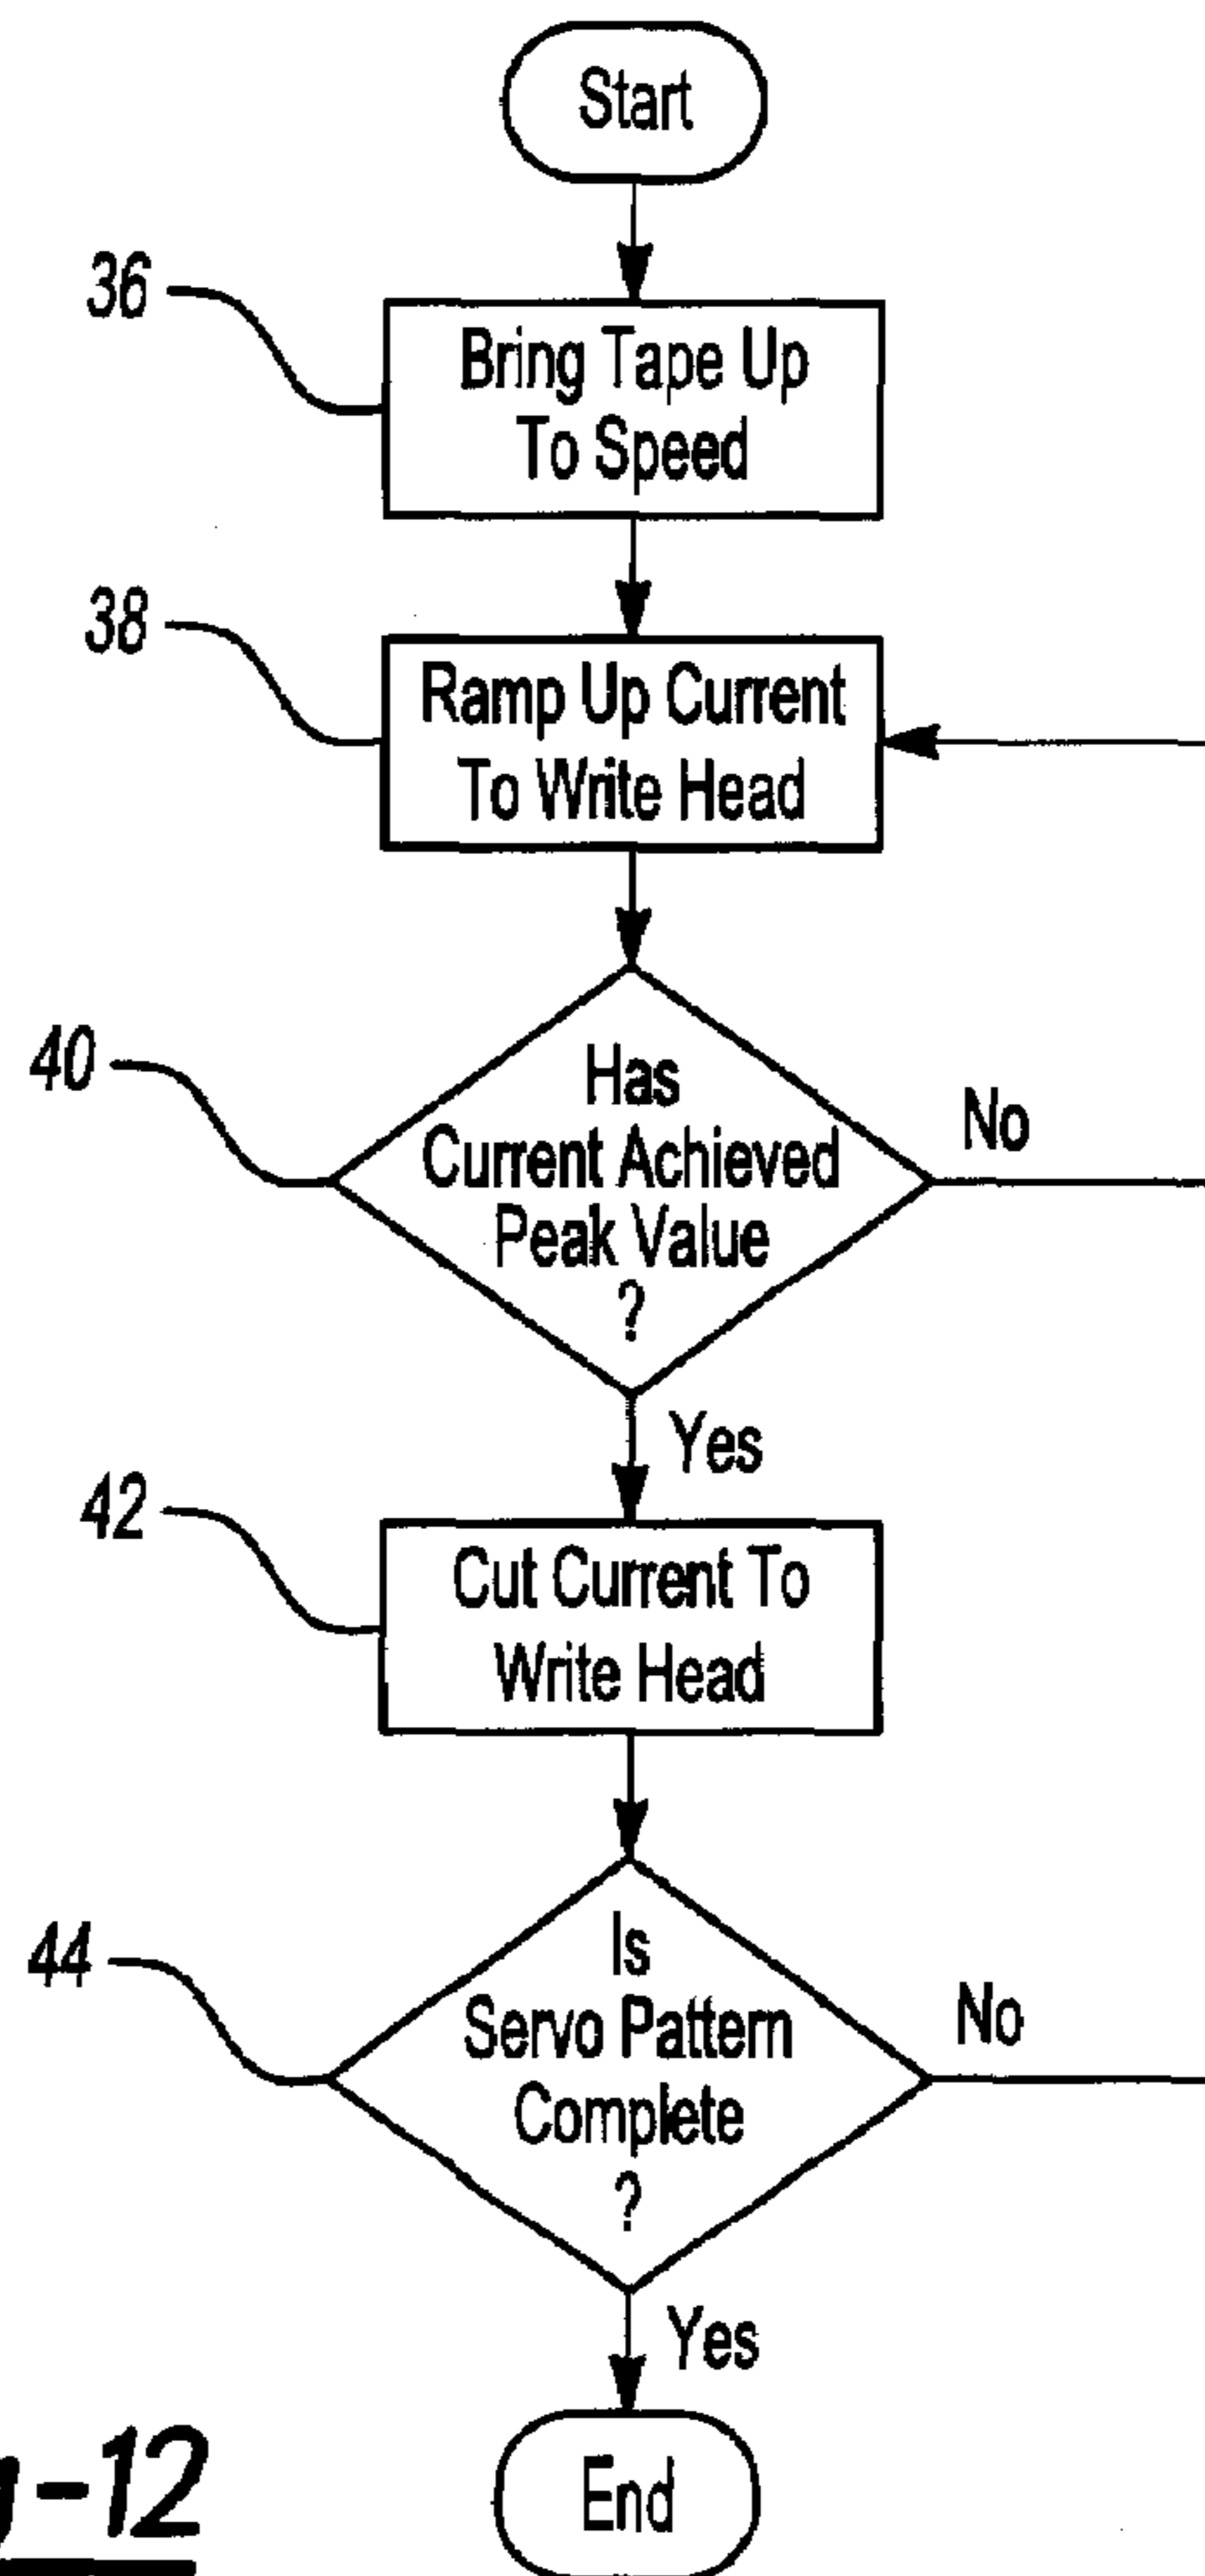 Start
36
Bring Tape Up
To Speed
38
Ramp Up Current
To Write Head
40
Has
Current Achieved
Peak Value
?
No
Yes
42
Cut Current To
Write Head
44
Is
Servo Pattern
Complete
?
No
Yes
End
-12